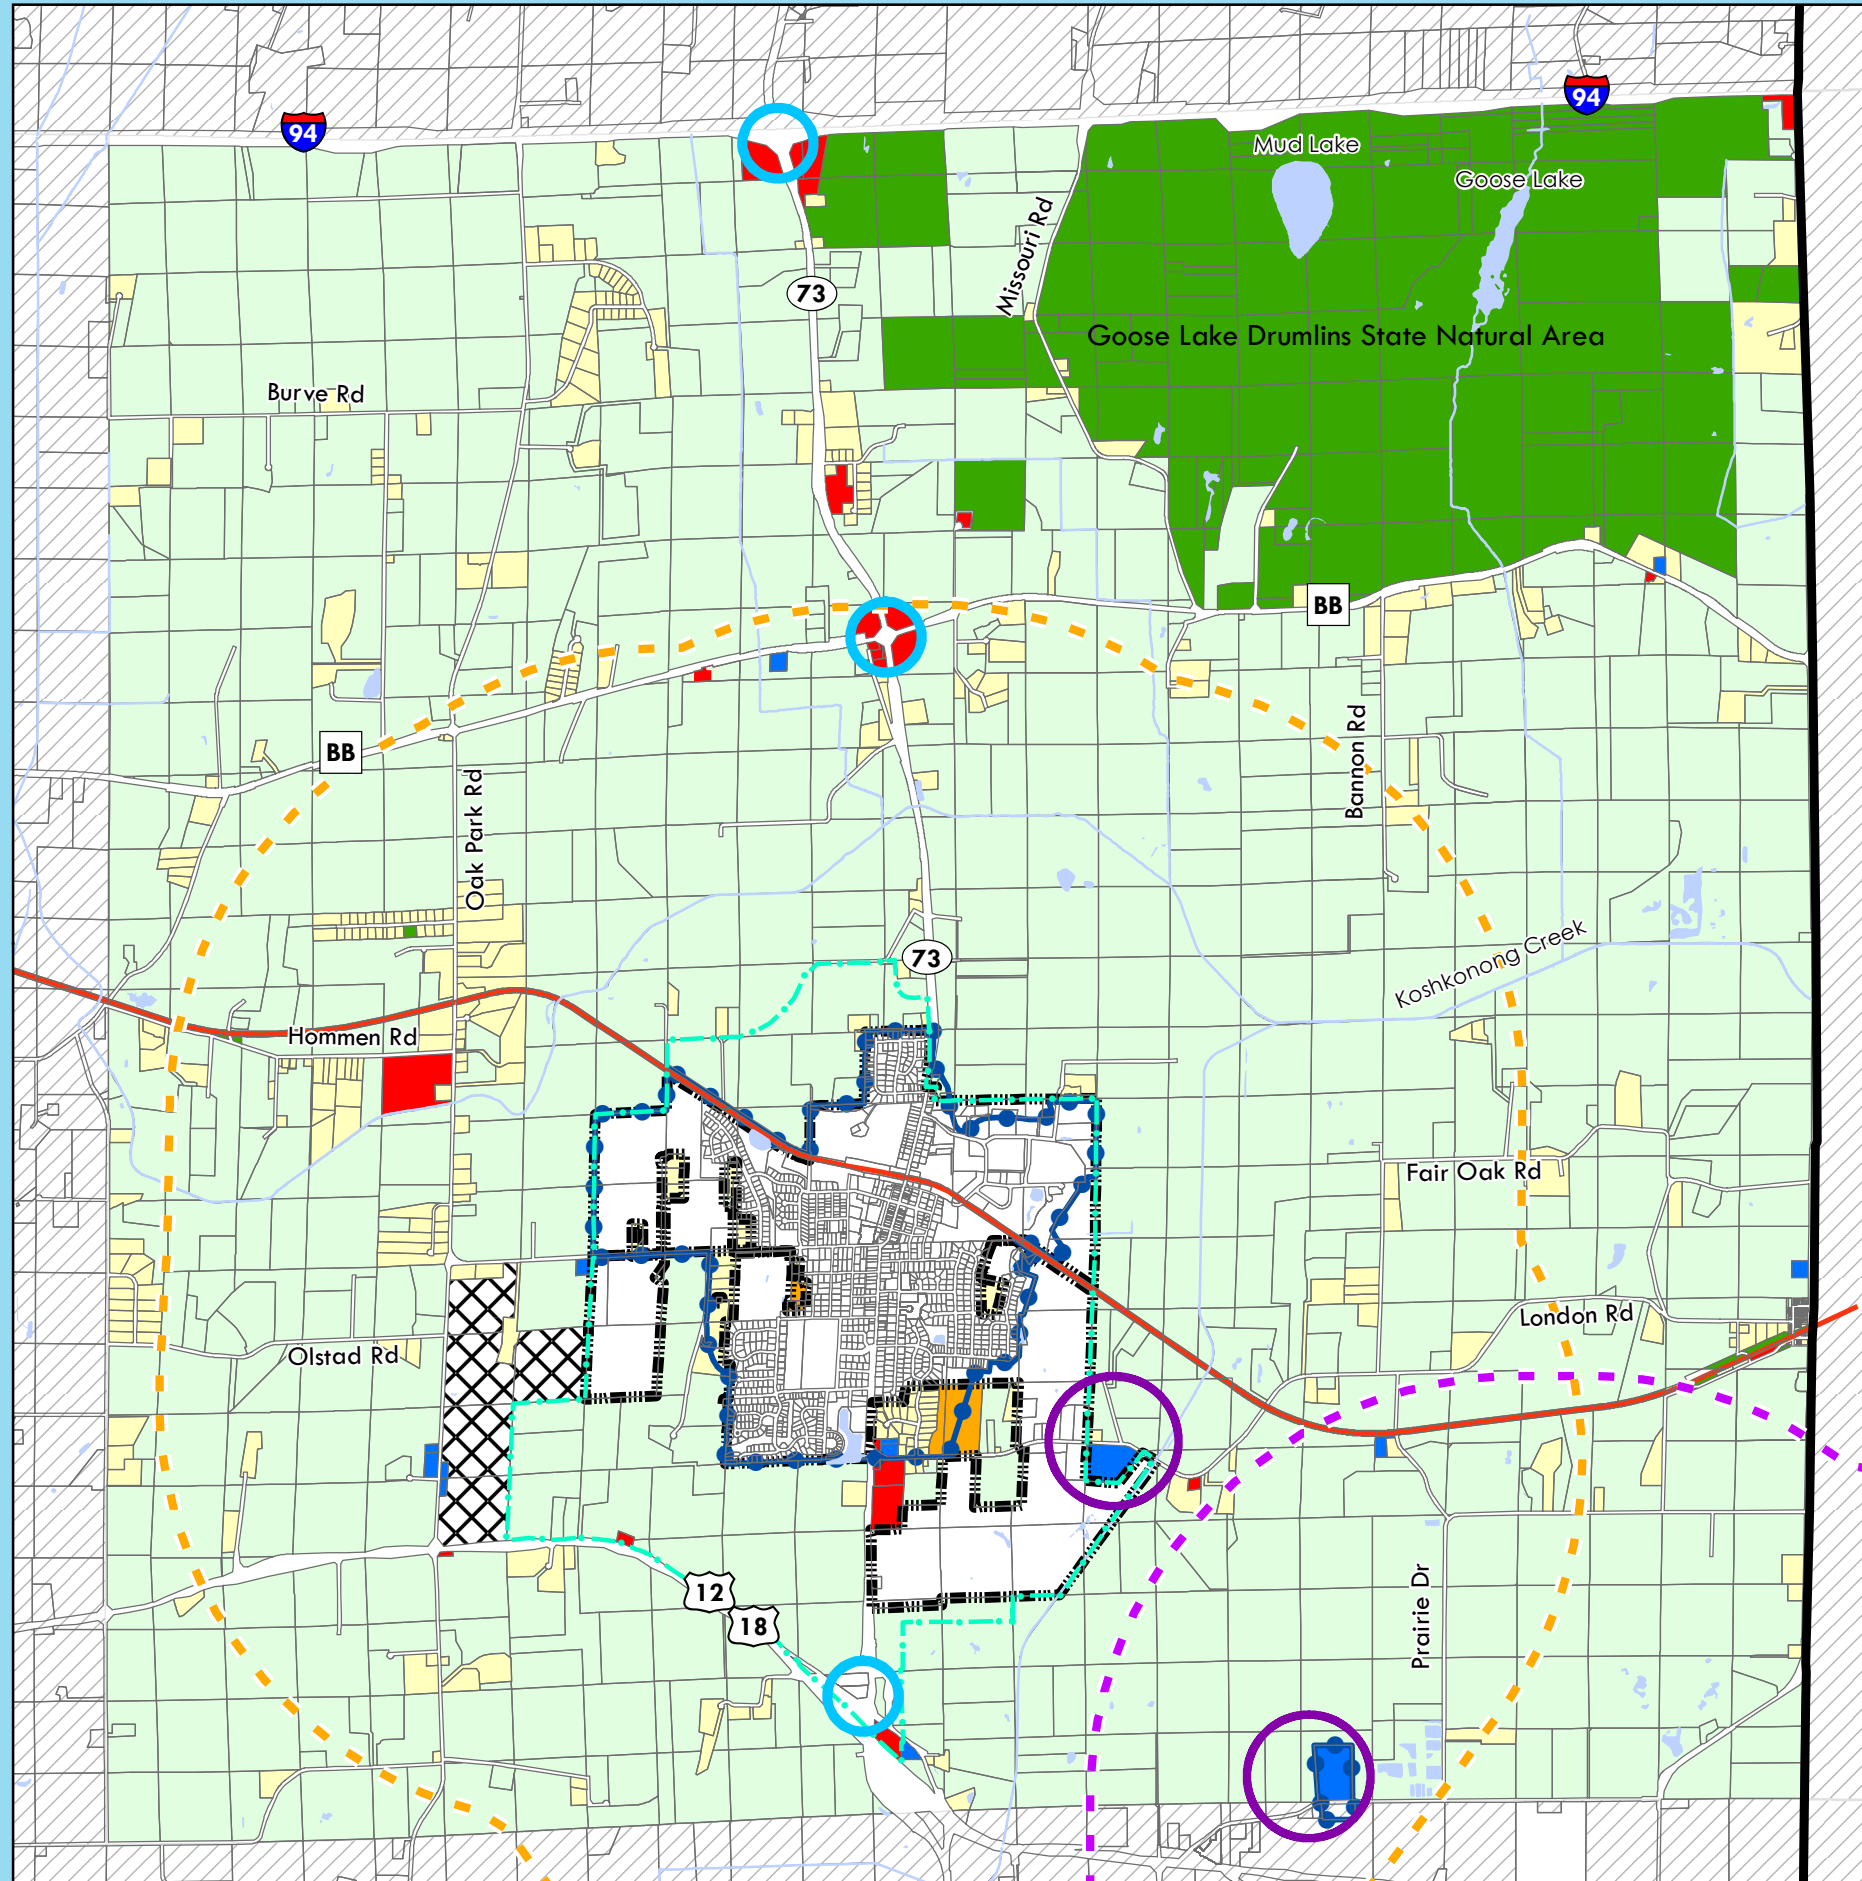 94
94
Mud Lake
Goose Lake
Missouri Rd
73
Goose Lake Drumlins State Natural Area
Burve Rd
BB
BB
Bannon Rd
Oak Park Rd
73
Koshkonong Creek
Hommen Rd
Fair Oak Rd
London Rd
Olstad Rd
12
18
Prairie Dr